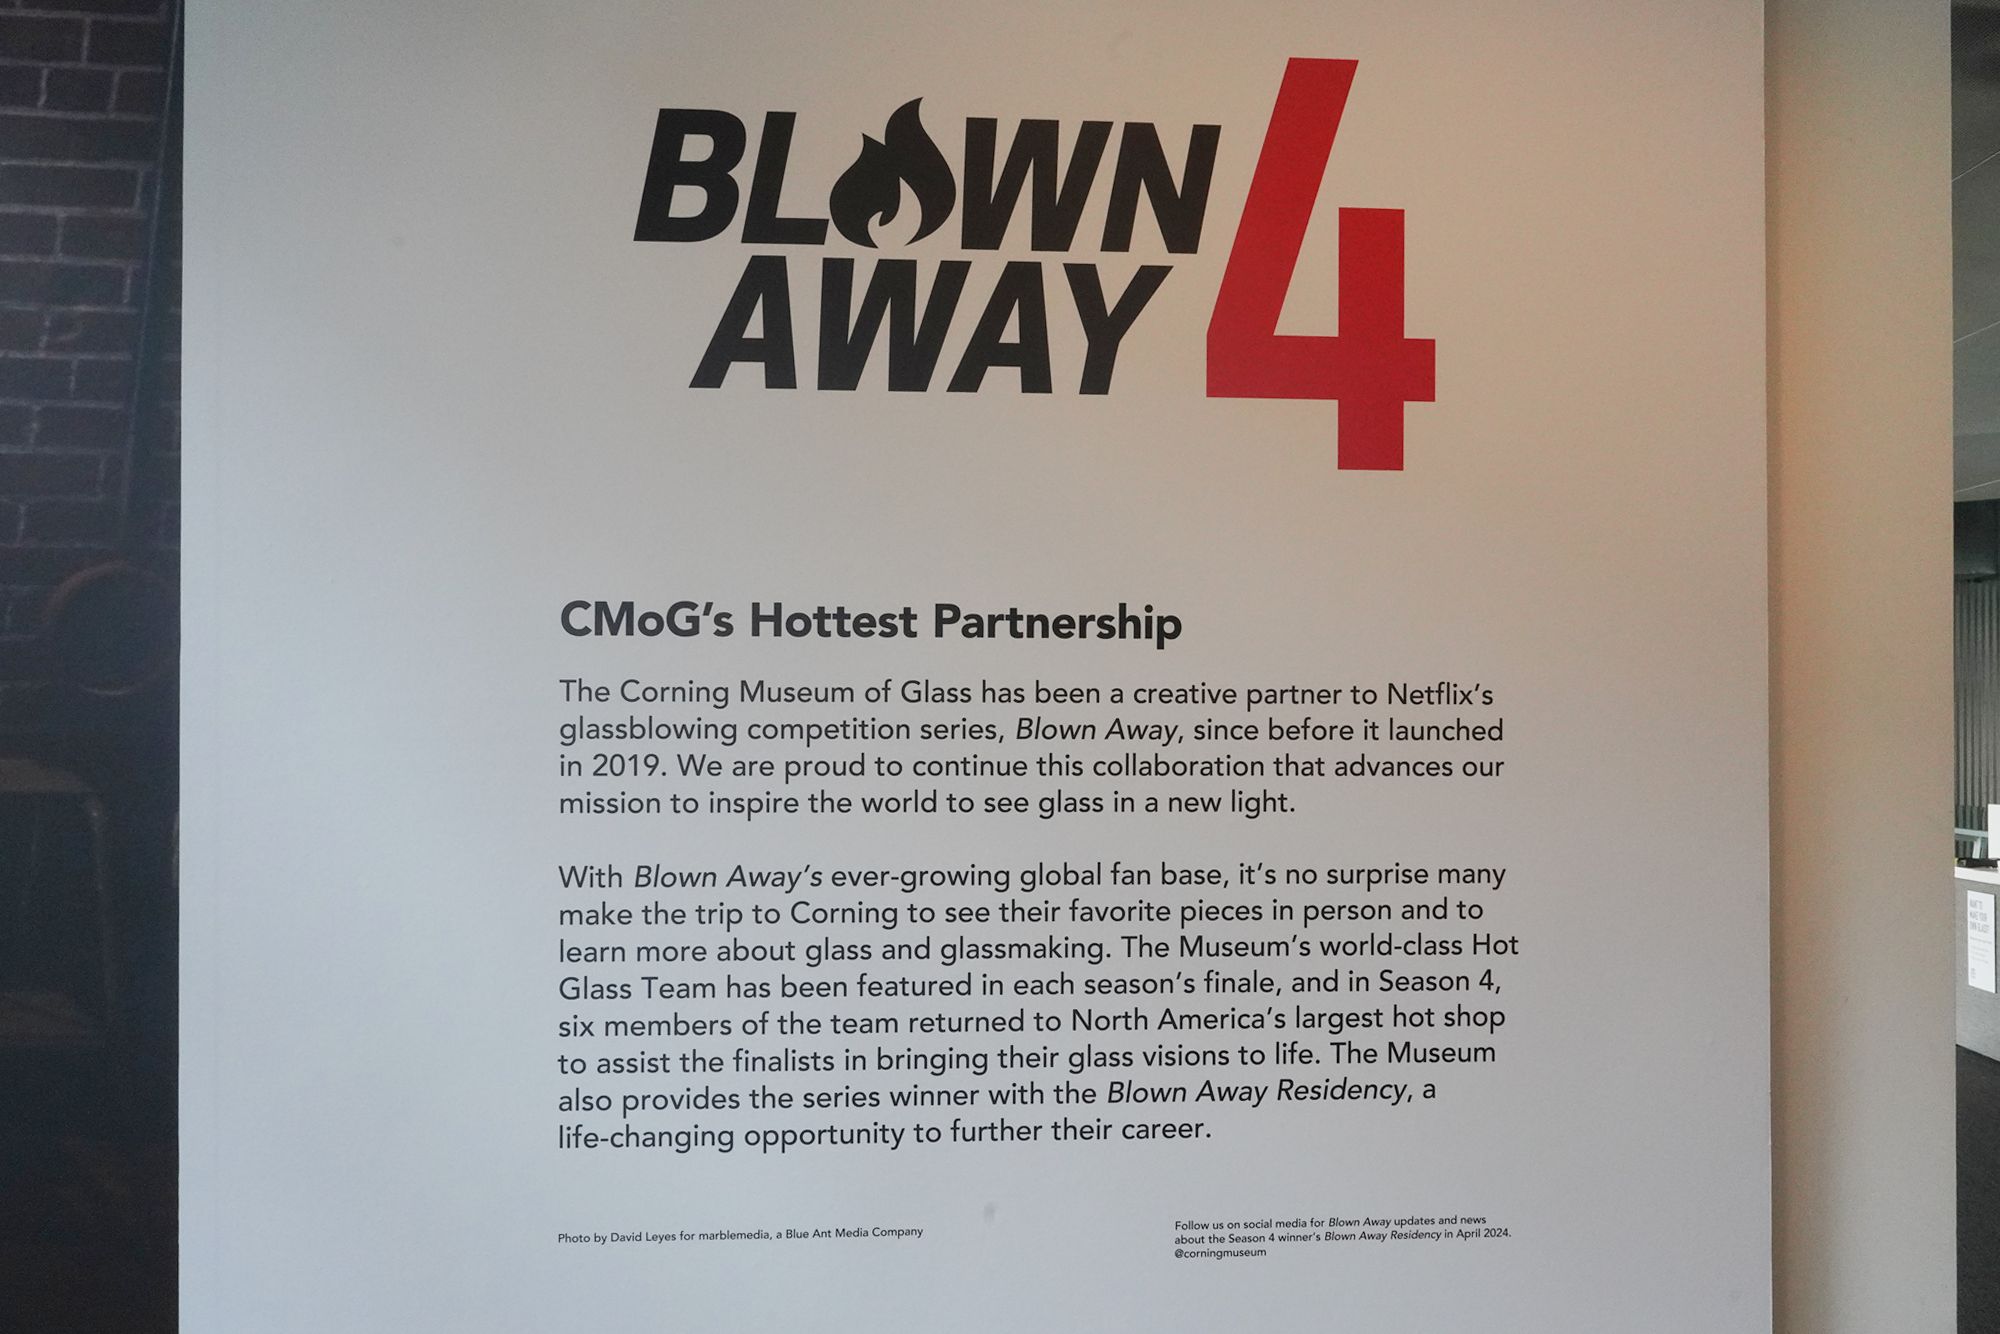 BLOWN
AWAY 4
CMoG's Hottest Partnership
The Corning Museum of Glass has been a creative partner to Netflix's
glassblowing competition series, Blown Away, since before it launched
in 2019. We are proud to continue this collaboration that advances our
mission to inspire the world to see glass in a new light.
With Blown Away's ever-growing global fan base, it's no surprise many
make the trip to Corning to see their favorite pieces in person and to
learn more about glass and glassmaking. The Museum's world-class Hot
Glass Team has been featured in each season's finale, and in Season 4,
six members of the team returned to North America's largest hot shop
to assist the finalists in bringing their glass visions to life. The Museum
also provides the series winner with the Blown Away Residency, a
life-changing opportunity to further their career.
Photo by David Leyes for marblemedia, a Blue Ant Media Company
Follow us on social media for Blown Away updates and news
about the Season 4 winner's Blown Away Residency in April 2024.
@corningmuseum
WANT TO
MAKE YOUR
OWN GLASS?